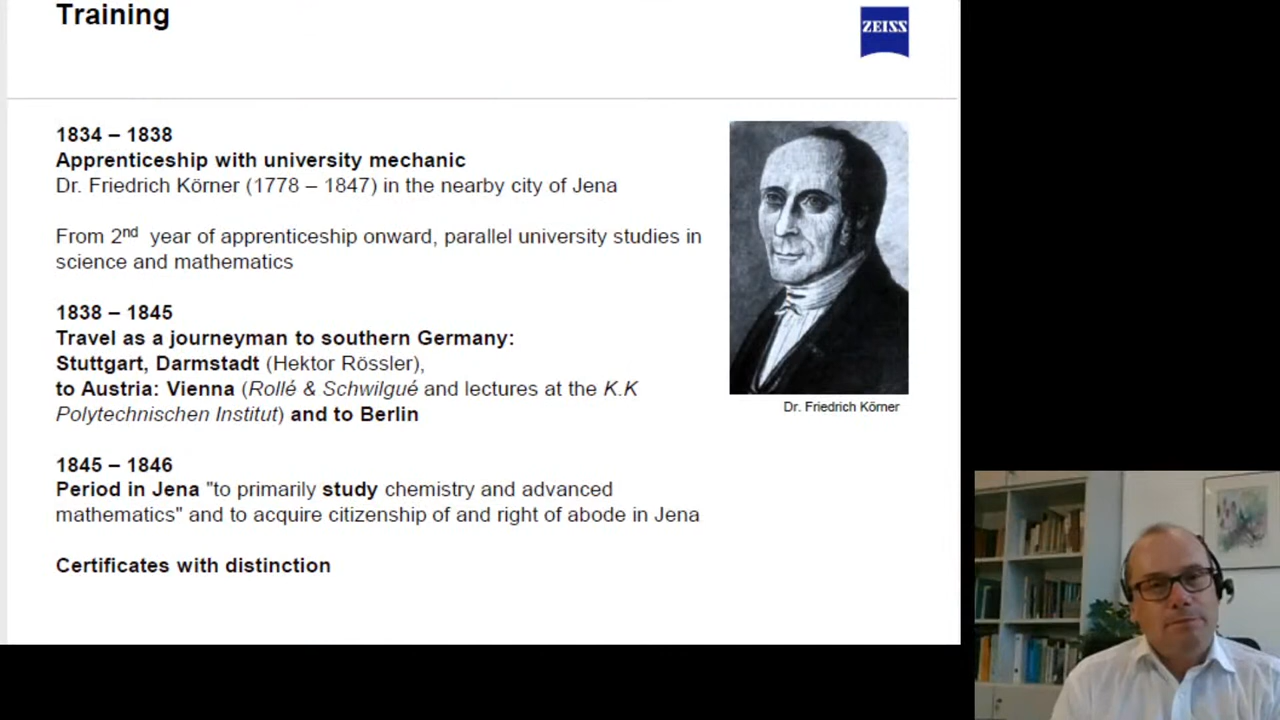 Training
ZEISS
1834 – 1838
Apprenticeship with university mechanic
Dr. Friedrich Körner (1778 – 1847) in the nearby city of Jena
From 2nd year of apprenticeship onward, parallel university studies in
science and mathematics
1838 – 1845
Travel as a journeyman to southern Germany:
Stuttgart, Darmstadt (Hektor Rössler),
to Austria: Vienna (Rollé & Schwilgué and lectures at the K.K
Polytechnischen Institut) and to Berlin
Dr. Friedrich Körner
1845 – 1846
Period in Jena "to primarily study chemistry and advanced
mathematics" and to acquire citizenship of and right of abode in Jena
Certificates with distinction